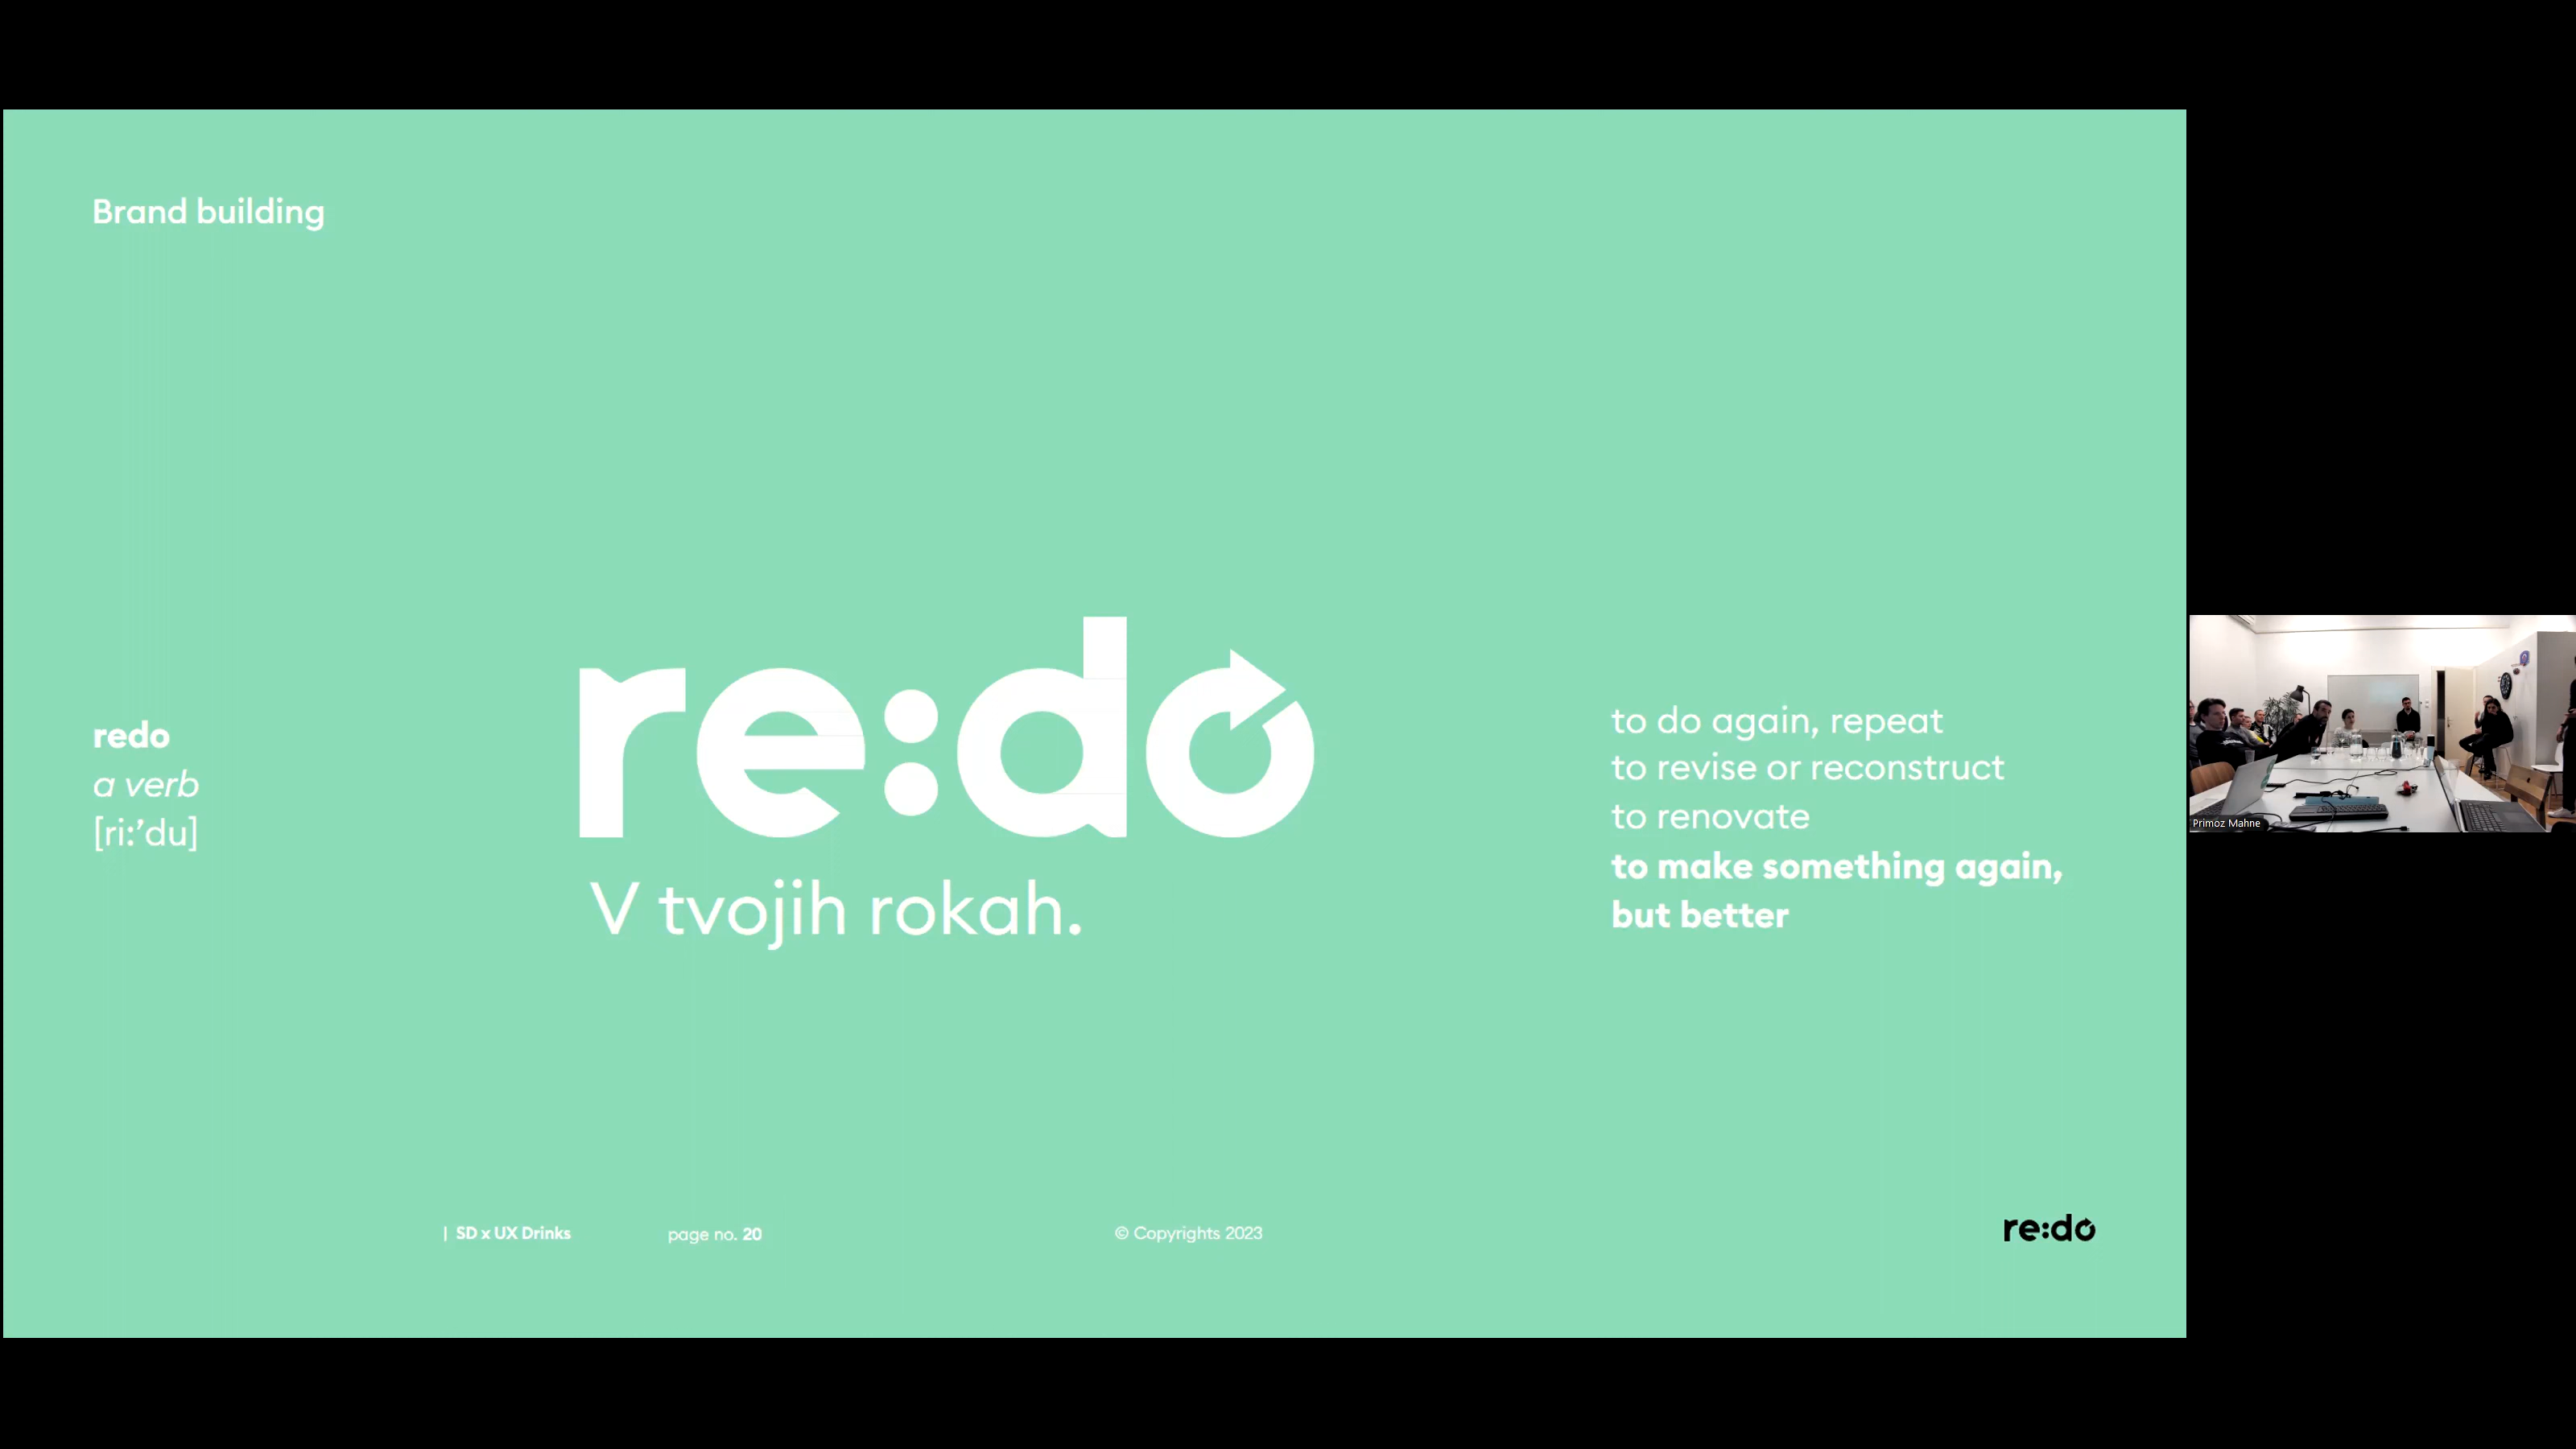 Brand building
redo
a verb
[ri:’du]
re:do
V tvojih rokah.
to do again, repeat
to revise or reconstruct
to renovate
to make something again,
but better
| SD x UX Drinks
page no. 20
© Copyrights 2023
re:do
Primoz Mahne